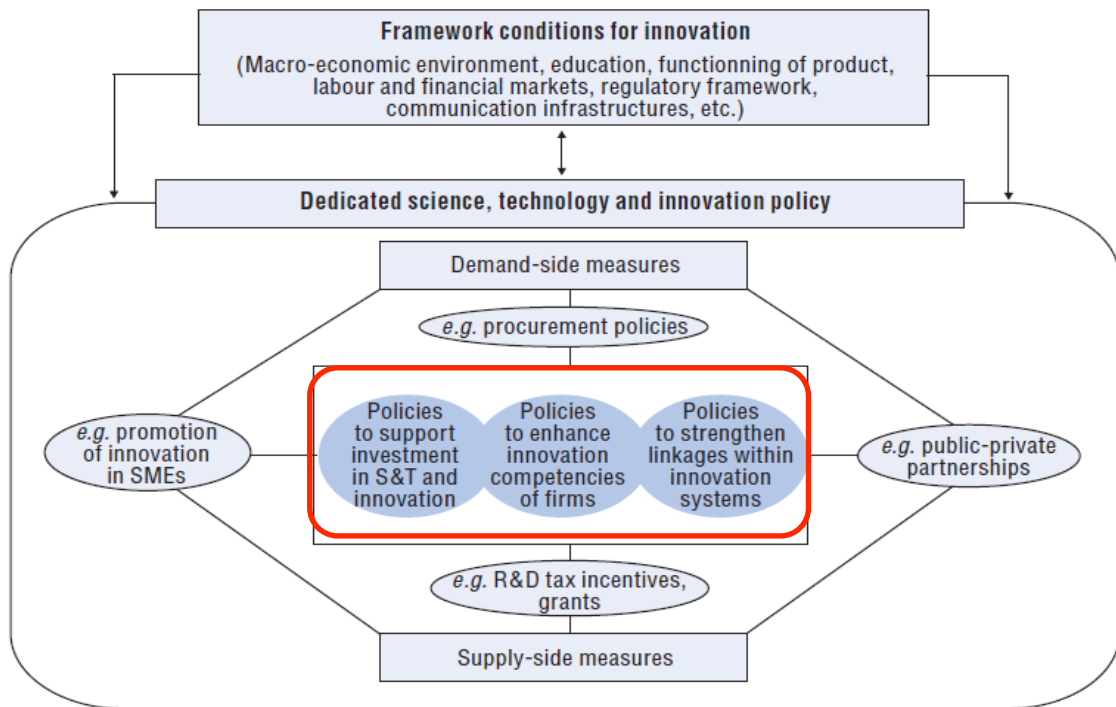 Framework conditions for innovation
(Macro-economic environment, education, functionning of product,
labour and financial markets, regulatory framework,
communication infrastructures, etc.)
Dedicated science, technology and innovation policy
Demand-side measures
e.g. procurement policies
e.g. promotion
of innovation
in SMEs
Policies
to support
investment
in S&T and
innovation
Policies
to enhance
innovation
competencies
of firms
Policies
to strengthen
linkages within
innovation
systems
e.g. public-private
partnerships
e.g. R&D tax incentives,
grants
Supply-side measures